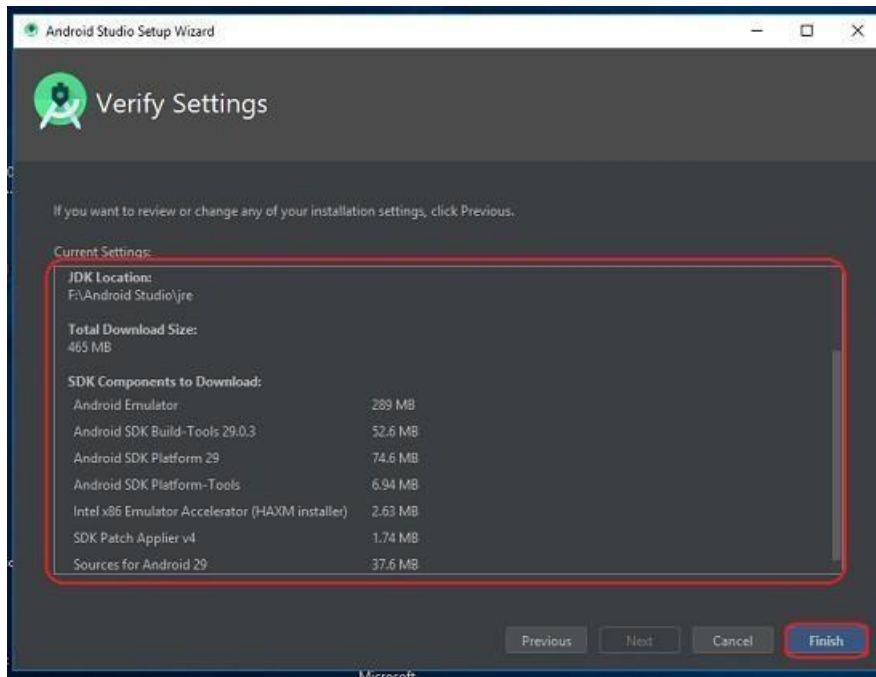 Android Studio Setup Wizard
Verify Settings
If you want to review or change any of your installation settings, click Previous.
Current Settings:
JDK Location:
F:\Android Studio\jre
Total Download Size:
465 MB
SDK Components to Download:
Android Emulator 289 MB
Android SDK Build-Tools 29.0.3 52.6 MB
Android SDK Platform 29 74.6 MB
Android SDK Platform-Tools 6.94 MB
Intel x86 Emulator Accelerator (HAXM installer) 2.63 MB
SDK Patch Applier v4 1.74 MB
Sources for Android 29 37.6 MB
Previous Next Cancel Finish
Microsoft